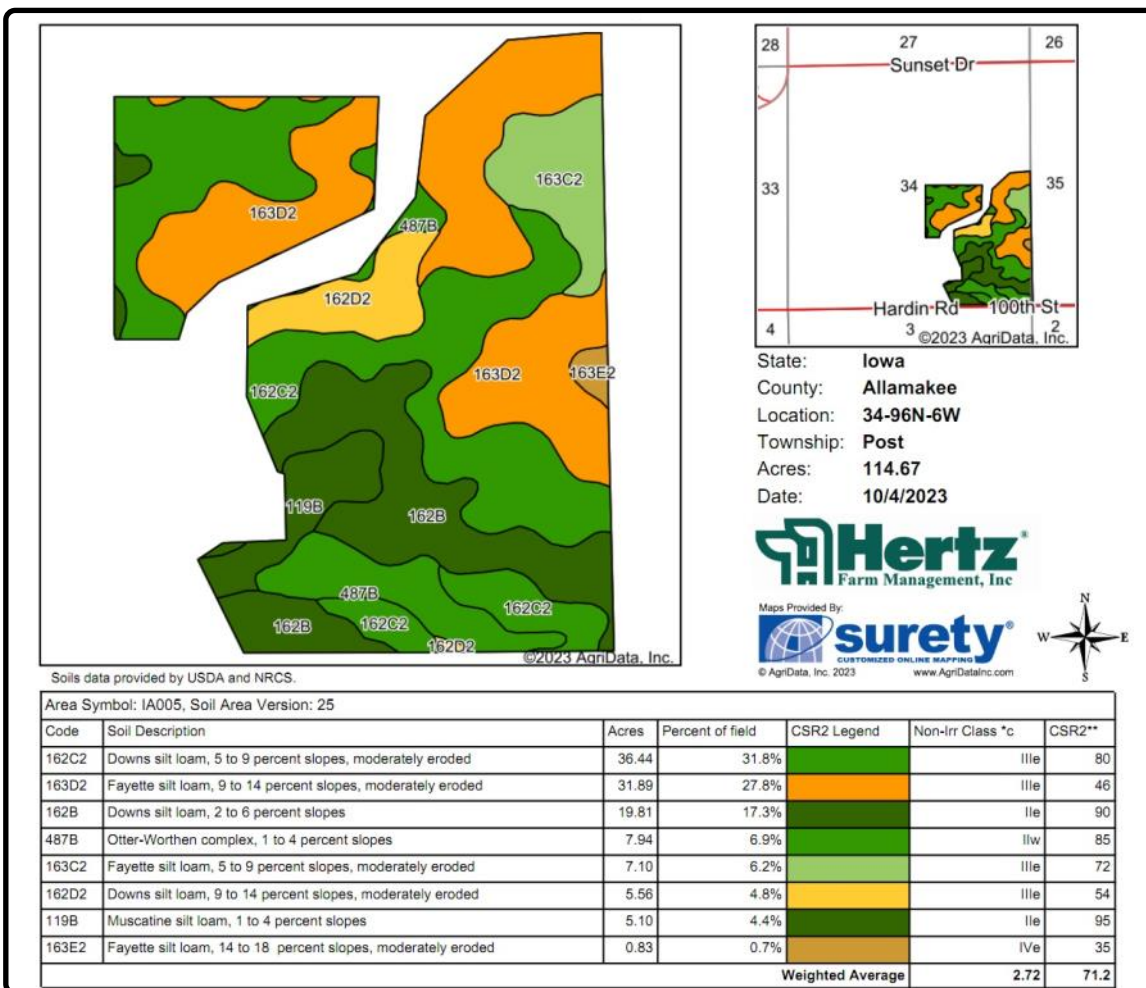 163D2
163C2
487B
162D2
163D2
163E2
162C2
119B
162B
487B
162C2
162B
162C2
162D2
©2023 AgriData, Inc.
Soils data provided by USDA and NRCS.
28 27 26
Sunset Dr
33 34 35
Hardin Rd 100th St
4 3 2
©2023 AgriData, Inc.
State: Iowa
County: Allamakee
Location: 34-96N-6W
Township: Post
Acres: 114.67
Date: 10/4/2023
Hertz®
Farm Management, Inc
Maps Provided By:
surety®
CUSTOMIZED ONLINE MAPPING
© AgriData, Inc. 2023 www.AgriDataInc.com
N
W E
S
Area Symbol: IA005, Soil Area Version: 25
Code Soil Description Acres Percent of field CSR2 Legend Non-Irr Class *c CSR2**
162C2 Downs silt loam, 5 to 9 percent slopes, moderately eroded 36.44 31.8% IIIe 80
163D2 Fayette silt loam, 9 to 14 percent slopes, moderately eroded 31.89 27.8% IIIe 46
162B Downs silt loam, 2 to 6 percent slopes 19.81 17.3% IIe 90
487B Otter-Worthen complex, 1 to 4 percent slopes 7.94 6.9% IIw 85
163C2 Fayette silt loam, 5 to 9 percent slopes, moderately eroded 7.10 6.2% IIIe 72
162D2 Downs silt loam, 9 to 14 percent slopes, moderately eroded 5.56 4.8% IIIe 54
119B Muscatine silt loam, 1 to 4 percent slopes 5.10 4.4% IIe 95
163E2 Fayette silt loam, 14 to 18 percent slopes, moderately eroded 0.83 0.7% IVe 35
Weighted Average 2.72 71.2